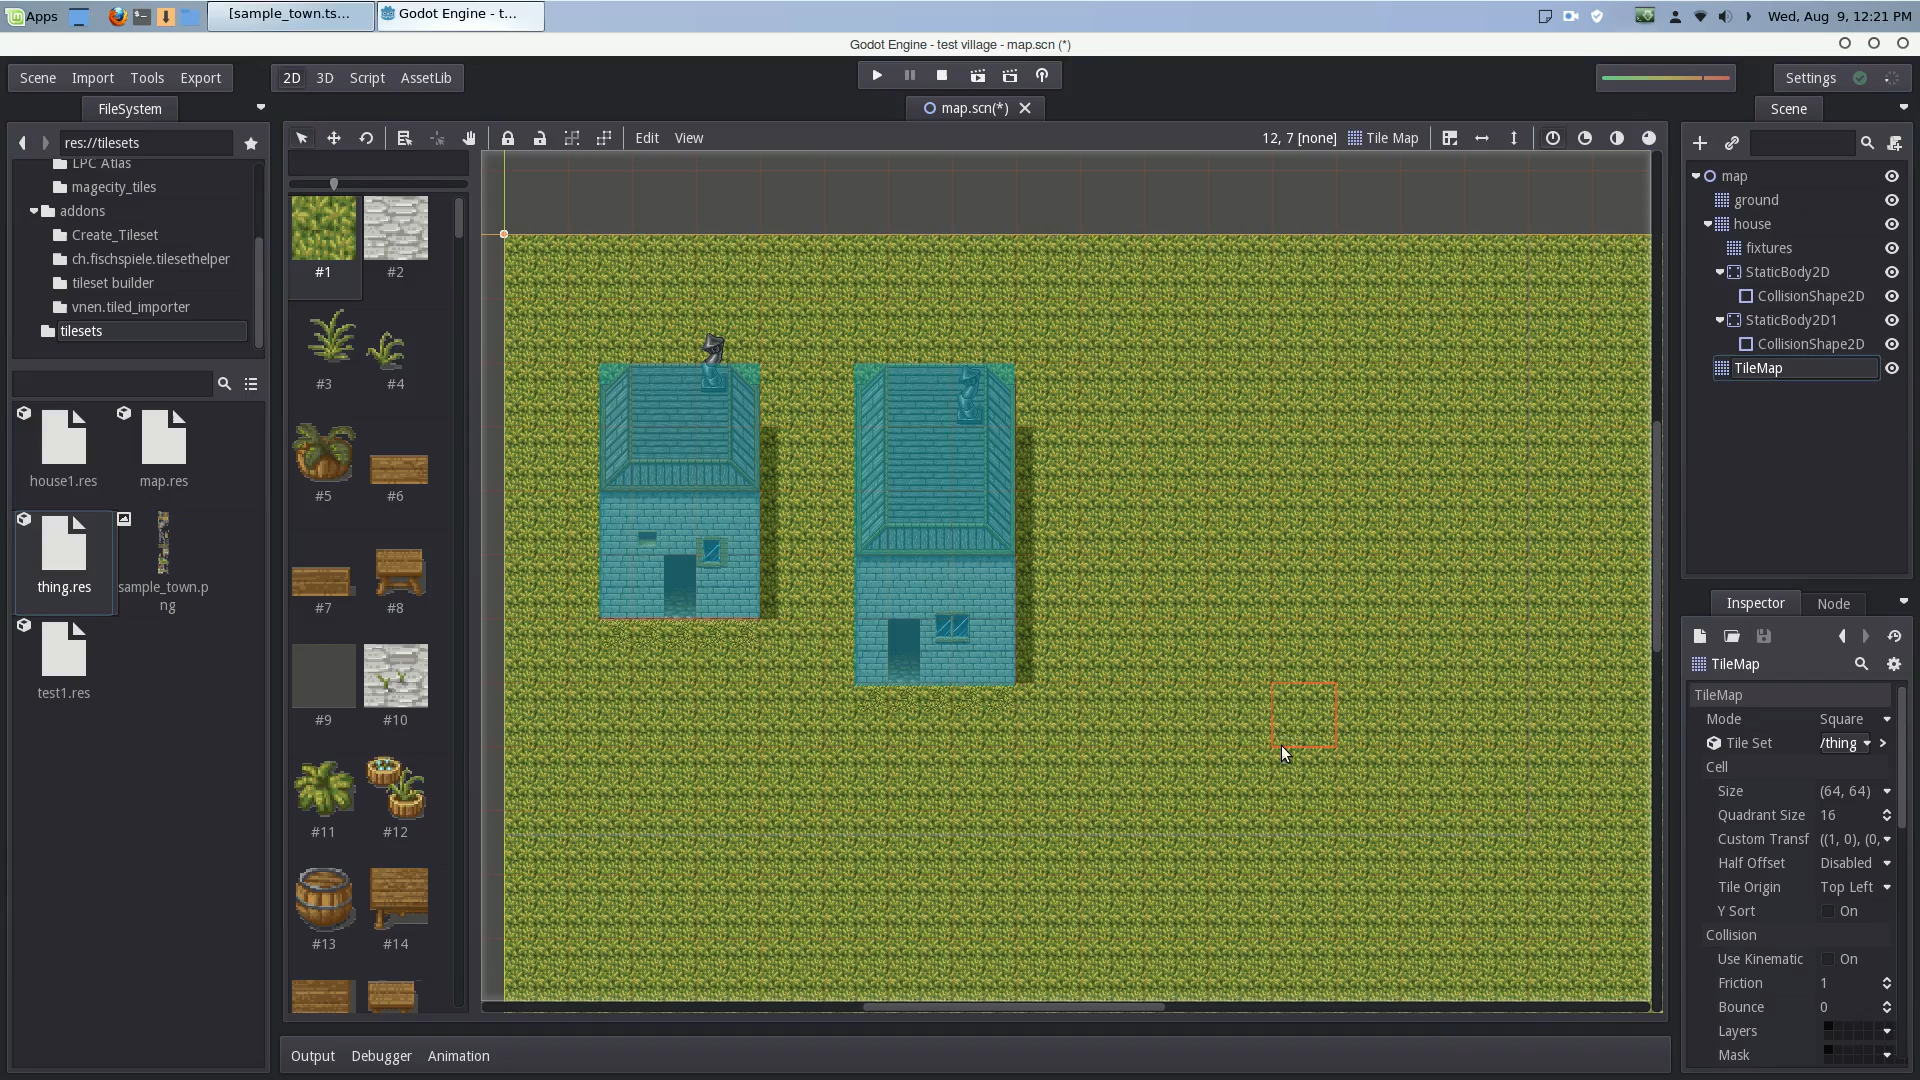 Apps
[sample_town.ts...
Godot Engine - t...
Wed, Aug 9, 12:21 PM
Godot Engine - test village - map.scn (*)
Scene Import Tools Export
2D 3D Script AssetLib
Settings
FileSystem
map.scn(*)
Scene
res://tilesets
Edit View
12, 7 [none] Tile Map
LPC Atlas
magecity_tiles
addons
Create_Tileset
ch.fischspiele.tilesethelper
tileset builder
vnen.tiled_importer
tilesets
house1.res
map.res
thing.res
sample_town.p
ng
test1.res
#1 #2
#3 #4
#5 #6
#7 #8
#9 #10
#11 #12
#13 #14
map
ground
house
fixtures
StaticBody2D
CollisionShape2D
StaticBody2D1
CollisionShape2D
TileMap
Inspector Node
TileMap
TileMap
Mode Square
Tile Set /thing
Cell
Size (64, 64)
Quadrant Size 16
Custom Transf ((1, 0), (0,
Half Offset Disabled
Tile Origin Top Left
Y Sort On
Collision
Use Kinematic On
Friction 1
Bounce 0
Layers
Mask
Output Debugger Animation